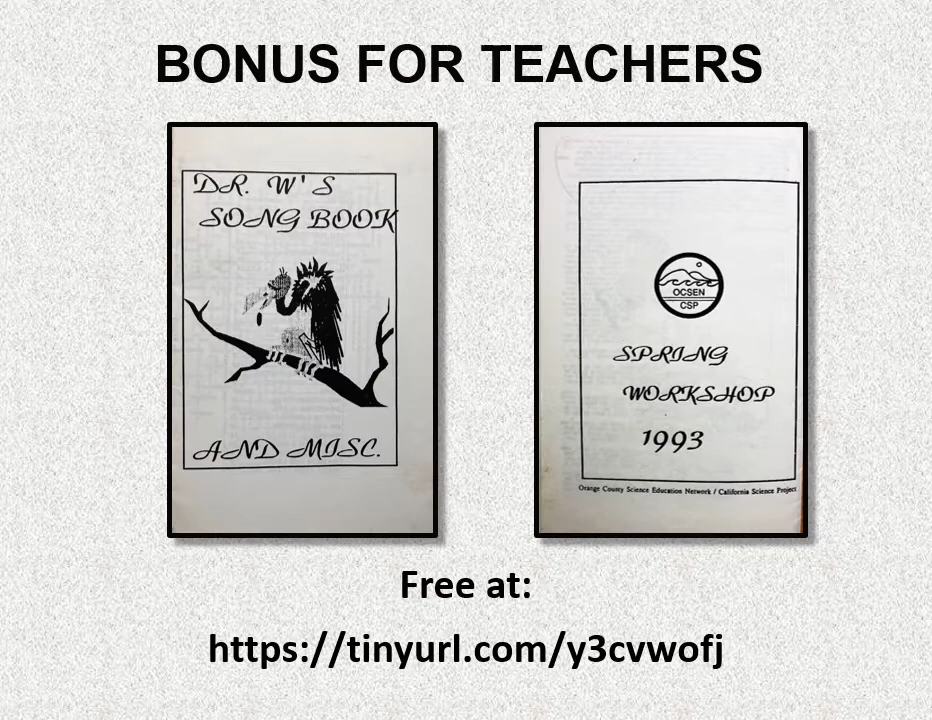 BONUS FOR TEACHERS
DR. W'S
SONG BOOK
AND MISC.
OCSEN
CSP
SPRING
WORKSHOP
1993
Orange County Science Education Network / California Science Project
Free at:
https://tinyurl.com/y3cvwofj